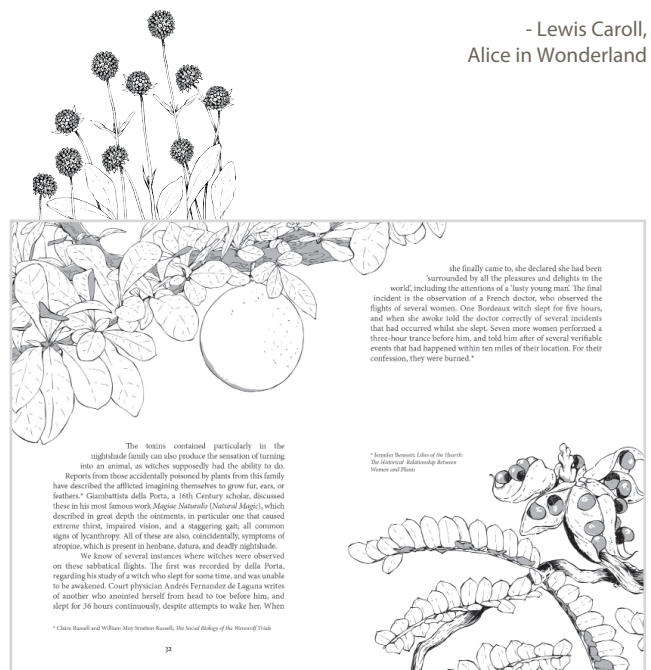 - Lewis Caroll,
Alice in Wonderland
The toxins contained particularly in the
nightshade family can also produce the sensation of turning
into an animal, as witches supposedly had the ability to do.
Reports from those accidentally poisoned by plants from this family
have described the afflicted imagining themselves to grow fur, ears, or
feathers.* Giambattista della Porta, a 16th Century scholar, discussed
these in his most famous work Magiae Naturalis (Natural Magic), which
described in great depth the ointments, in particular one that caused
extreme thirst, impaired vision, and a staggering gait; all common
signs of lycanthropy. All of these are also, coincidentally, symptoms of
atropine, which is present in henbane, datura, and deadly nightshade.
We know of several instances where witches were observed
on these sabbatical flights. The first was recorded by della Porta,
regarding his study of a witch who slept for some time, and was unable
to be awakened. Court physician Andrés Fernandez de Laguna writes
of another who anointed herself from head to toe before him, and
slept for 36 hours continuously, despite attempts to wake her. When
* Claire Russell and William Moy Stratton Russell; The Social Biology of the Werewolf Trials
32
she finally came to, she declared she had been
'surrounded by all the pleasures and delights in the
world', including the attentions of a 'lusty young man'. The final
incident is the observation of a French doctor, who observed the
flights of several women. One Bordeaux witch slept for five hours,
and when she awoke told the doctor correctly of several incidents
that had occurred whilst she slept. Seven more women performed a
three-hour trance before him, and told him after of several verifiable
events that had happened within ten miles of their location. For their
confession, they were burned.*
* Jennifer Bennett; Lilies of the Hearth:
The Historical Relationship Between
Women and Plants